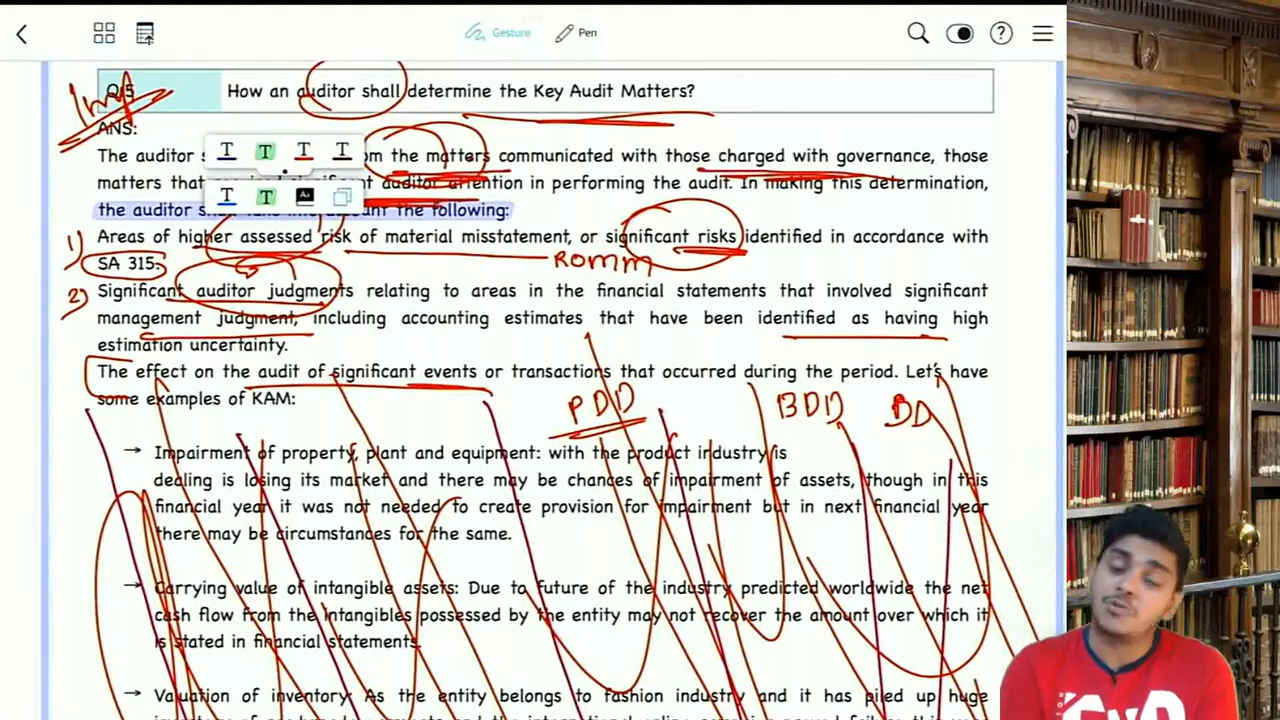 Gesture Pen
Imp
Q.5 How an auditor shall determine the Key Audit Matters?
ANS:
The auditor the matters communicated with those charged with governance, those
matters that auditor attention in performing the audit. In making this determination,
the auditor the following:
1) Areas of higher assessed risk of material misstatement, or significant risks identified in accordance with
SA 315. ROMM
2) Significant auditor judgments relating to areas in the financial statements that involved significant
management judgment, including accounting estimates that have been identified as having high
estimation uncertainty.
The effect on the audit of significant events or transactions that occurred during the period. Let's have
some examples of KAM: PDD BDD BD
→ Impairment of property, plant and equipment: with the product industry is
dealing is losing its market and there may be chances of impairment of assets, though in this
financial year it was not needed to create provision for impairment but in next financial year
there may be circumstances for the same.
→ Carrying value of intangible assets: Due to future of the industry predicted worldwide the net
cash flow from the intangibles possessed by the entity may not recover the amount over which it
is stated in financial statements.
→ Valuation of inventory: As the entity belongs to fashion industry and it has piled up huge